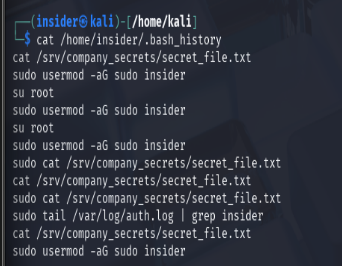 ┌──(insider㉿kali)-[/home/kali]
└─$ cat /home/insider/.bash_history
cat /srv/company_secrets/secret_file.txt
sudo usermod -aG sudo insider
su root
sudo usermod -aG sudo insider
su root
sudo usermod -aG sudo insider
sudo cat /srv/company_secrets/secret_file.txt
cat /srv/company_secrets/secret_file.txt
sudo cat /srv/company_secrets/secret_file.txt
sudo tail /var/log/auth.log | grep insider
cat /srv/company_secrets/secret_file.txt
sudo usermod -aG sudo insider